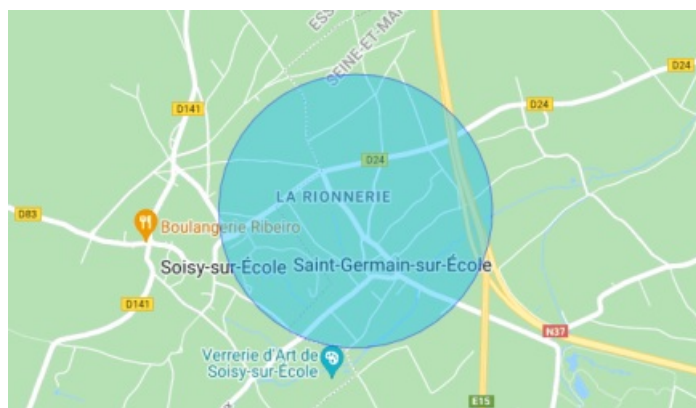 ESS
SEINE-ET-MA
D24
D24
D141
D24
LA RIONNERIE
D83
Boulangerie Ribeiro
Soisy-sur-École
Saint-Germain-sur-École
D141
N37
Verrerie d'Art de
Soisy-sur-École
E15